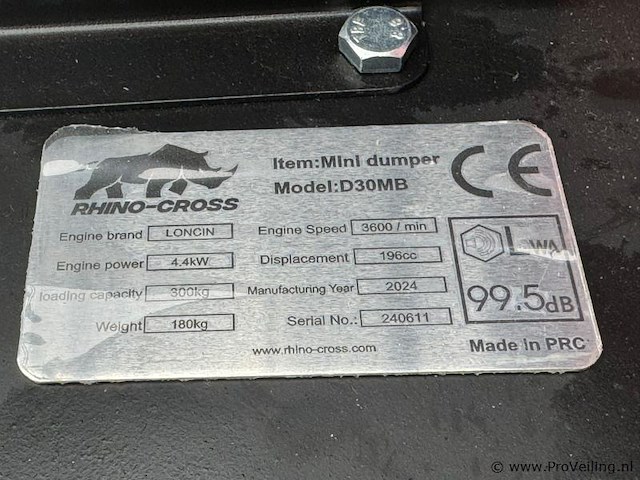 RHINO-CROSS
Item:Mini dumper
Model:D30MB
CE
Engine brand LONCIN
Engine Speed 3600 / min
Engine power 4.4kW
Displacement 196cc
loading capacity 300kg
Manufacturing Year 2024
Weight 180kg
Serial No.: 240611
LWA
99.5dB
www.rhino-cross.com
Made in PRC
8.8
© www.ProVeiling.nl